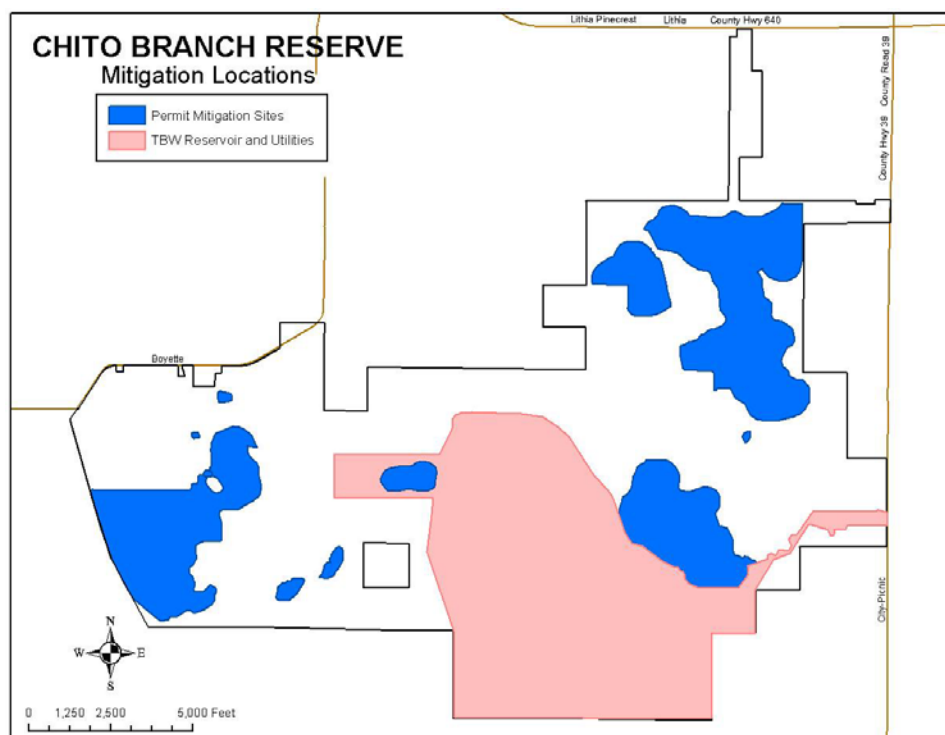 Lithia Pinecrest Lithia County Hwy 640
CHITO BRANCH RESERVE
Mitigation Locations
Permit Mitigation Sites
TBW Reservoir and Utilities
County Hwy 39 County Road 39
Boyette
City-Picnic
N
W E
S
0 1,250 2,500 5,000 Feet